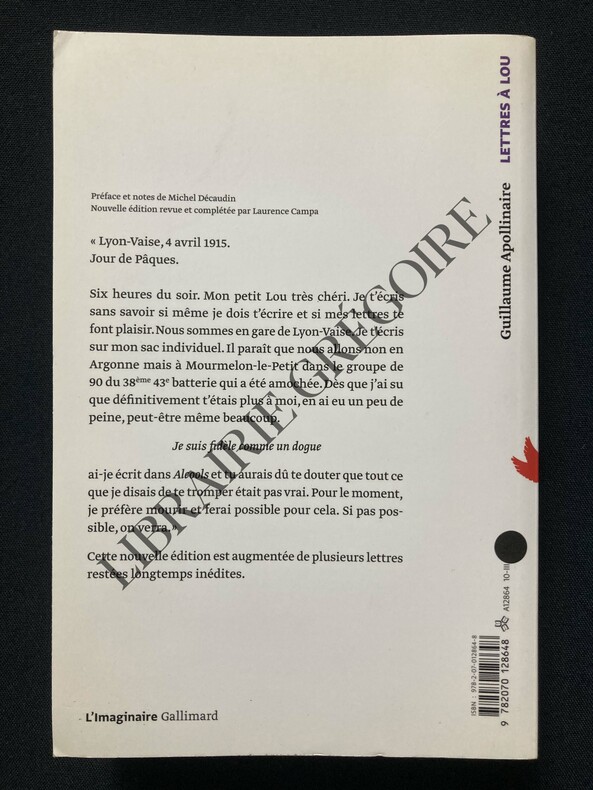 Préface et notes de Michel Décaudin
Nouvelle édition revue et complétée par Laurence Campa
« Lyon-Vaise, 4 avril 1915.
Jour de Pâques.
Six heures du soir. Mon petit Lou très chéri. Je t’écris
sans savoir si même je dois t’écrire et si mes lettres te
font plaisir. Nous sommes en gare de Lyon-Vaise. Je t’écris
sur mon sac individuel. Il paraît que nous allons non en
Argonne mais à Mourmelon-le-Petit dans le groupe de
90 du 38ème 43e batterie qui a été amochée. Dès que j’ai su
que définitivement t’étais plus à moi, en ai eu un peu de
peine, peut-être même beaucoup.
Je suis fidèle comme un dogue
ai-je écrit dans Alcools et tu aurais dû te douter que tout ce
que je disais de te tromper était pas vrai. Pour le moment,
je préfère mourir et ferai possible pour cela. Si pas pos-
sible, on verra. »
Cette nouvelle édition est augmentée de plusieurs lettres
restées longtemps inédites.
L’Imaginaire Gallimard
Guillaume Apollinaire LETTRES À LOU
A12864 10-III
ISBN : 978-2-07-012864-8
9 782070 128648
LIBRAIRIE GRÉGOIRE